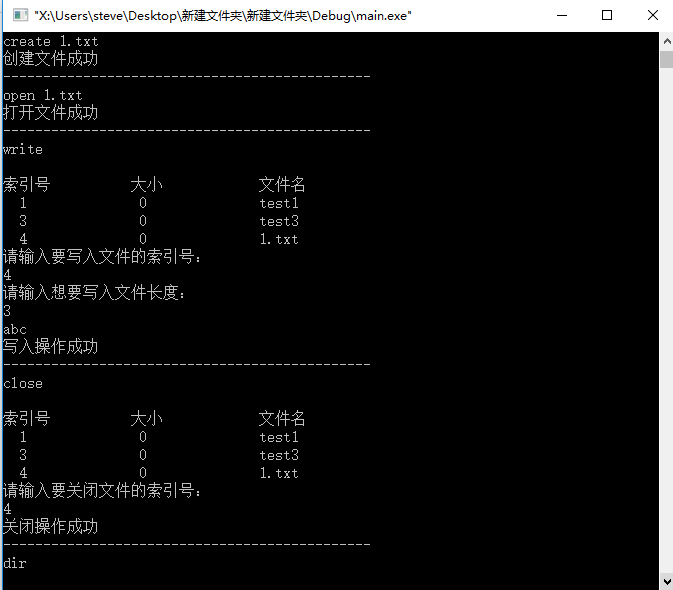 "X:\Users\steve\Desktop\新建文件夹\新建文件夹\Debug\main.exe"
create 1.txt
创建文件成功
----------------------------------------------
open 1.txt
打开文件成功
----------------------------------------------
write
索引号 大小 文件名
1 0 test1
3 0 test3
4 0 1.txt
请输入要写入文件的索引号:
4
请输入想要写入文件长度:
3
abc
写入操作成功
----------------------------------------------
close
索引号 大小 文件名
1 0 test1
3 0 test3
4 0 1.txt
请输入要关闭文件的索引号:
4
关闭操作成功
----------------------------------------------
dir